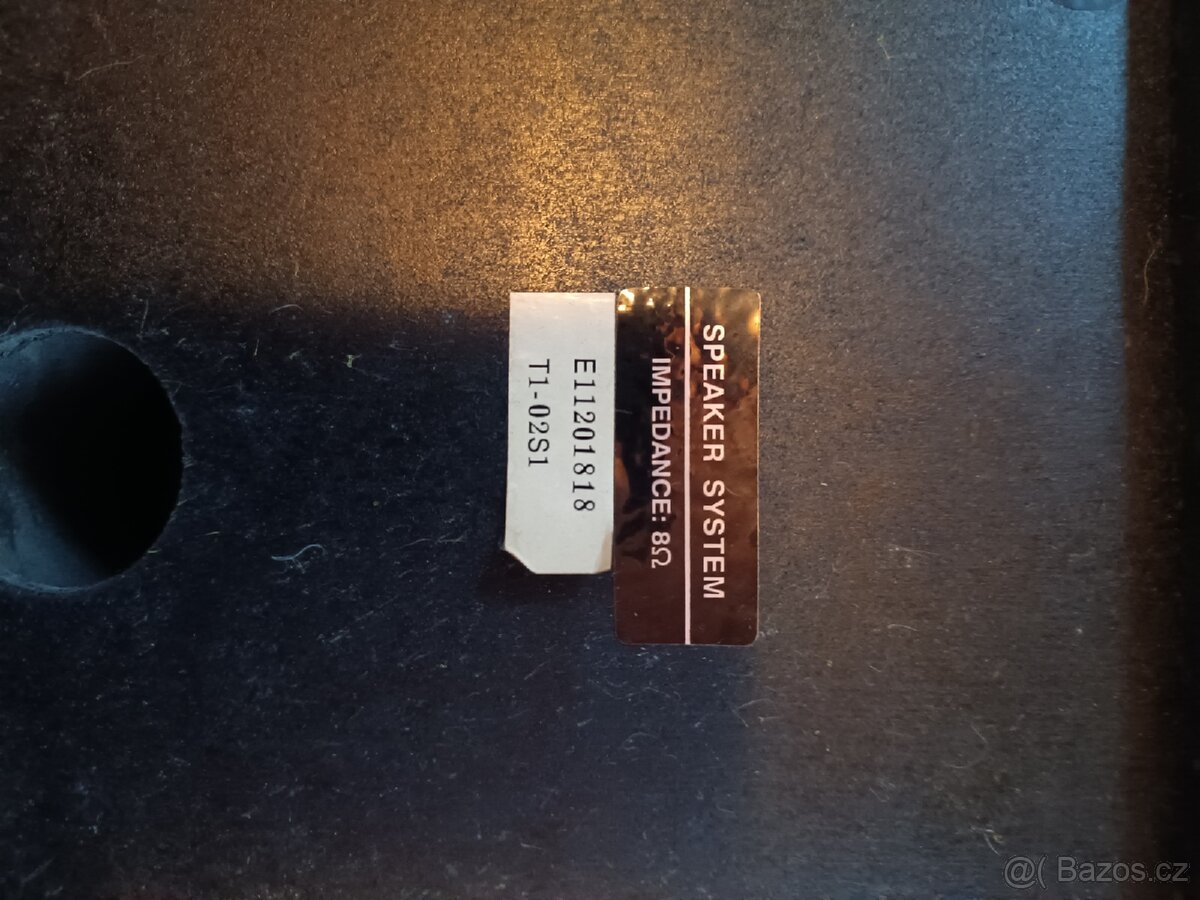 SPEAKER SYSTEM
IMPEDANCE: 8Ω
E11201818
T1-02S1
@( Bazos.cz